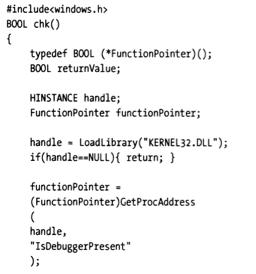 #include<windows.h>
BOOL chk()
{
typedef BOOL (*FunctionPointer)();
BOOL returnValue;
HINSTANCE handle;
FunctionPointer functionPointer;
handle = LoadLibrary("KERNEL32.DLL");
if(handle==NULL){ return; }
functionPointer =
(FunctionPointer)GetProcAddress
(
handle,
"IsDebuggerPresent"
);